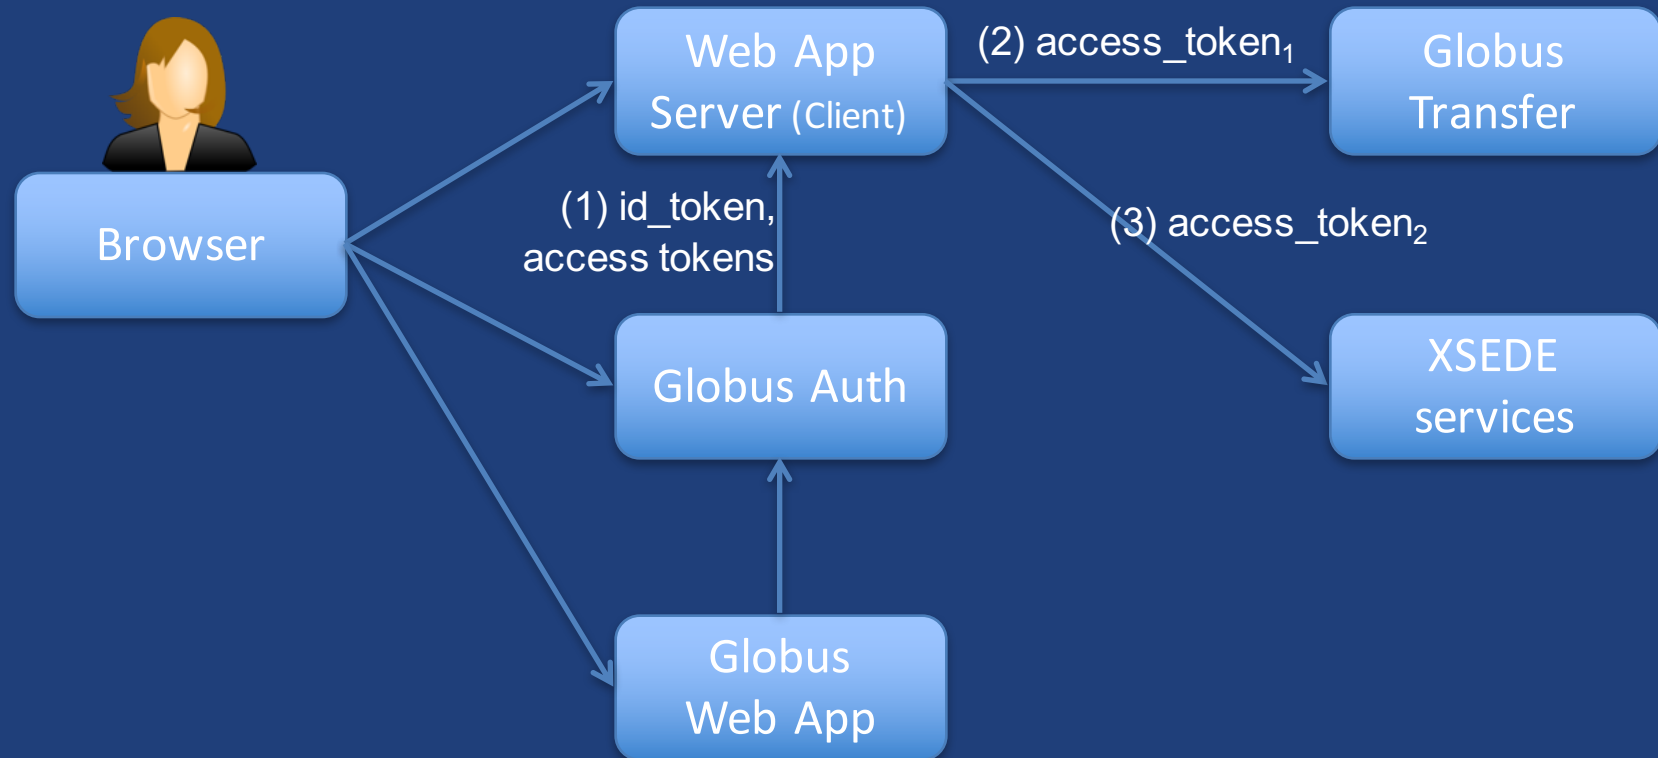 Web App
Server (Client)
(2) access_token₁
Globus
Transfer
Browser
(1) id_token,
access tokens
(3) access_token₂
Globus Auth
XSEDE
services
Globus
Web App